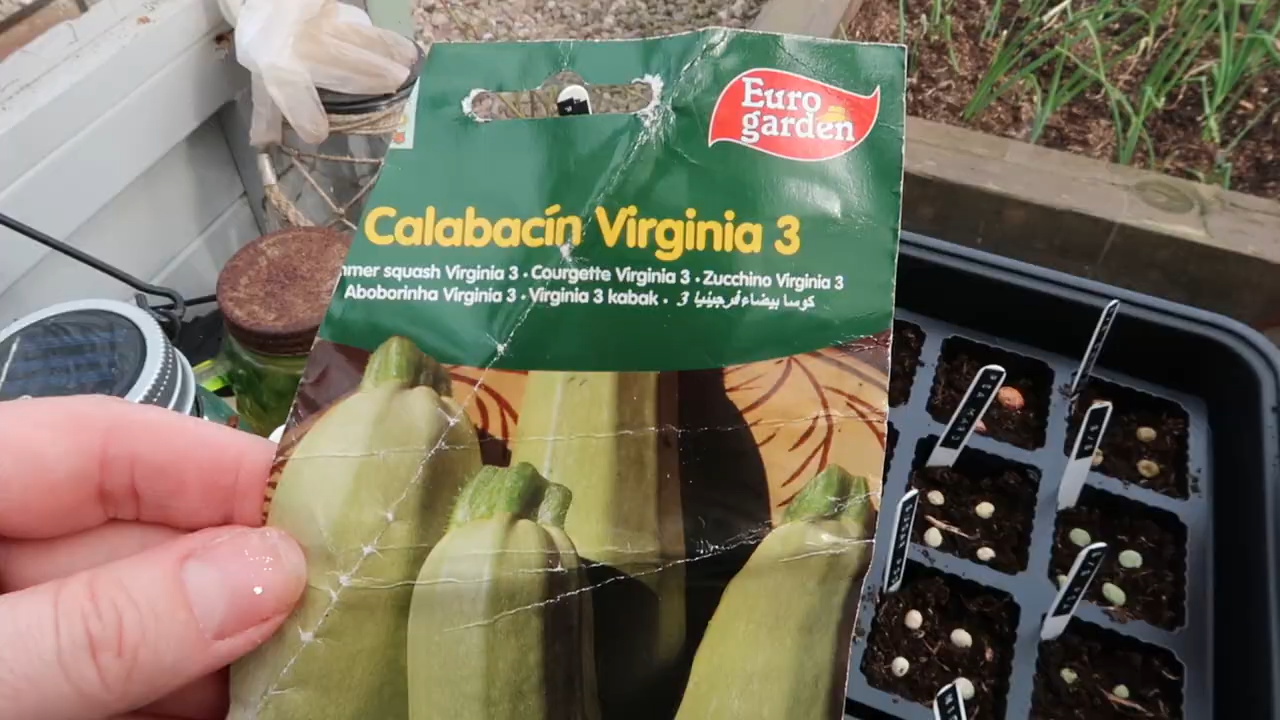 Euro
garden
Calabacín Virginia 3
mmer squash Virginia 3 · Courgette Virginia 3 · Zucchino Virginia 3
Aboborinha Virginia 3 · Virginia 3 kabak · كوسا بيضاء فرجينيا 3